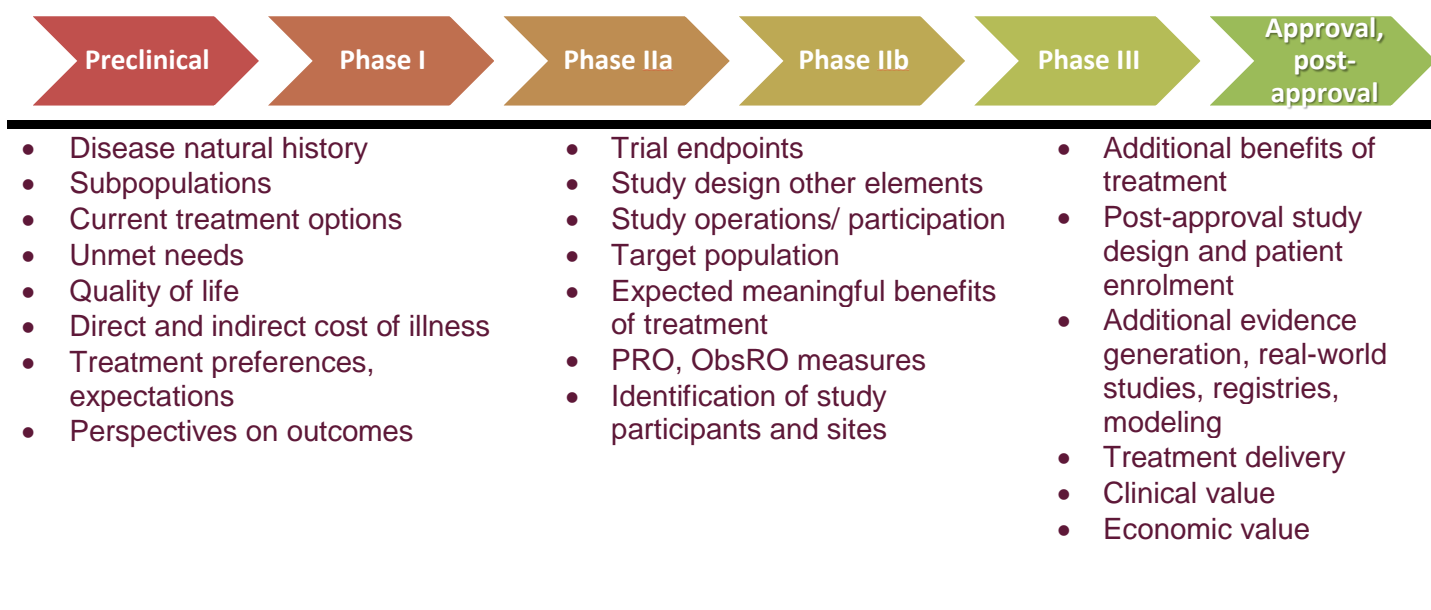 Preclinical
Phase I
Phase IIa
Phase IIb
Phase III
Approval,
post-
approval
• Disease natural history
• Subpopulations
• Current treatment options
• Unmet needs
• Quality of life
• Direct and indirect cost of illness
• Treatment preferences,
expectations
• Perspectives on outcomes
• Trial endpoints
• Study design other elements
• Study operations/ participation
• Target population
• Expected meaningful benefits
of treatment
• PRO, ObsRO measures
• Identification of study
participants and sites
• Additional benefits of
treatment
• Post-approval study
design and patient
enrolment
• Additional evidence
generation, real-world
studies, registries,
modeling
• Treatment delivery
• Clinical value
• Economic value